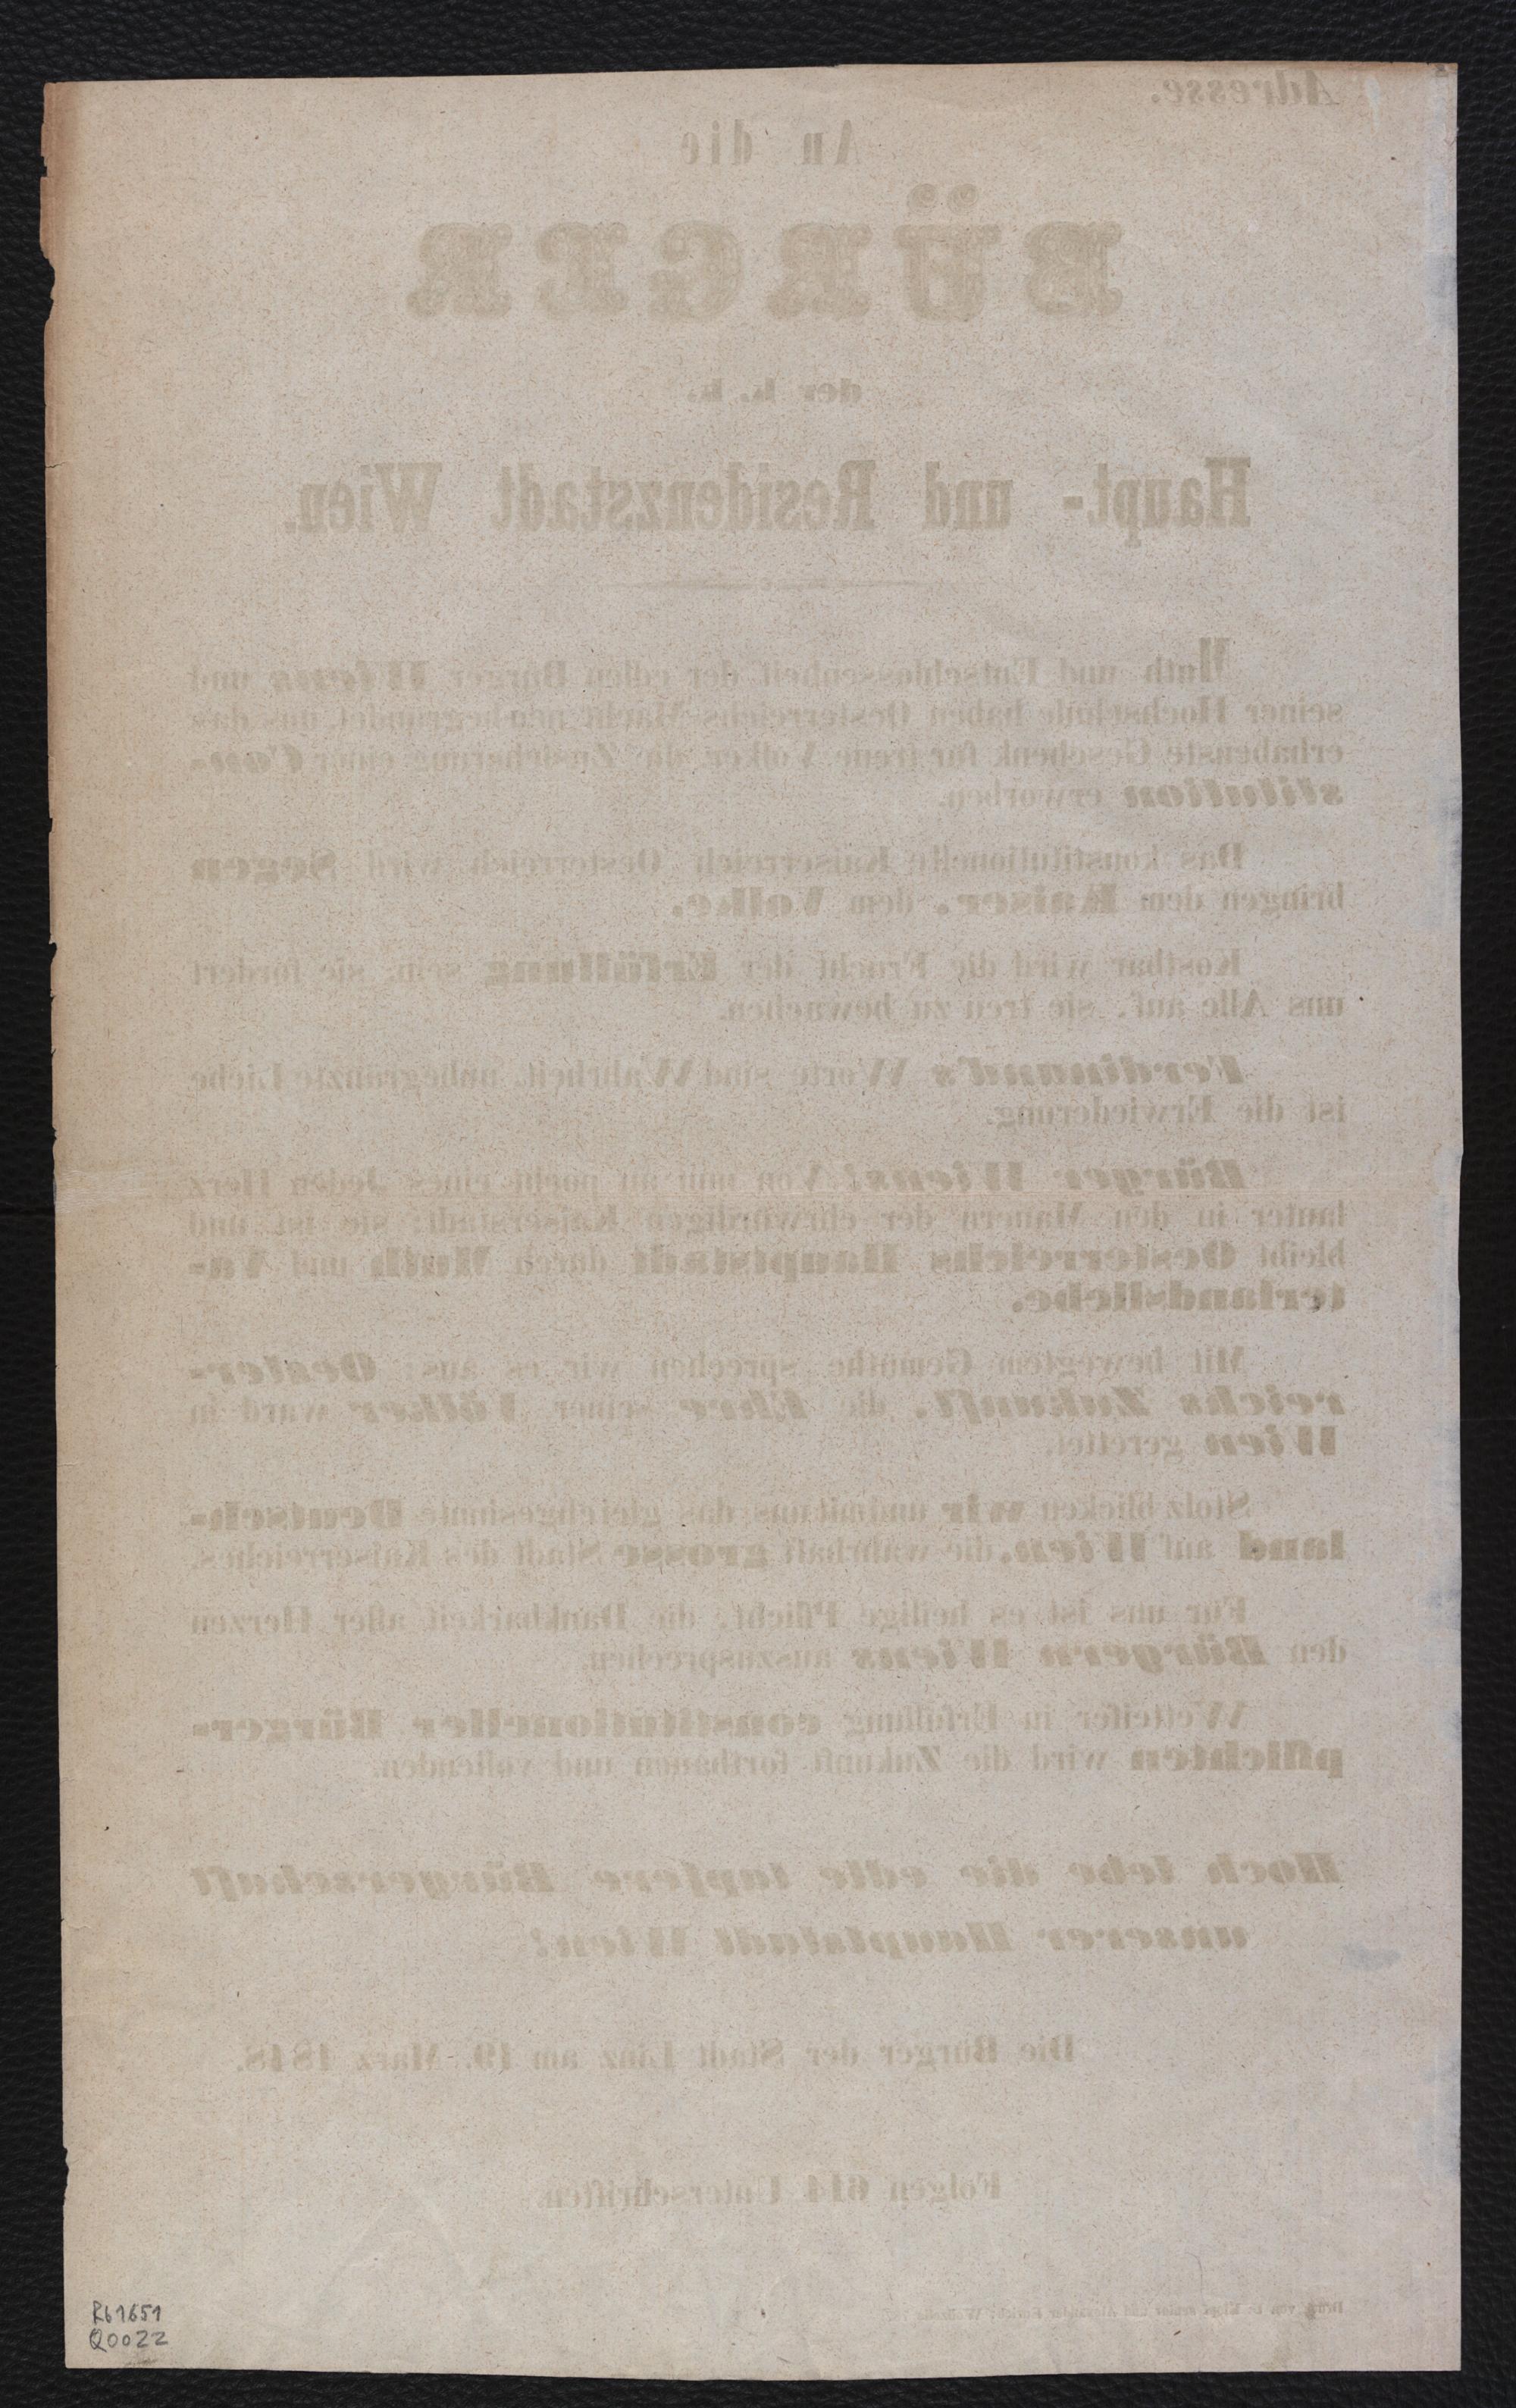 Adresse.
An die
BÜRGER
der k. k.
Haupt- und Residenzstadt Wien.
Muth und Entschlossenheit der edlen Bürger Wiens und
seiner Hochschule haben Oesterreichs Macht neu begründet, uns das
erhabenste Geschenk für freue Völker, die Zusicherung einer Con-
stitution erworben.
Das konstitutionelle Kaiserreich Oesterreich wird Segen
bringen dem Kaiser, dem Volke.
Kostbar wird die Frucht der Erfüllung sein, sie fordert
uns Alle auf, sie treu zu bewachen.
Ferdinand's Worte sind Wahrheit, unbegränzte Liebe
ist die Erwiederung.
Bürger Wiens! Von nun an pocht eines Jeden Herz
lauter in den Mauern der ehrwürdigen Kaiserstadt; sie ist und
bleibt Oesterreichs Hauptstadt durch Muth und Va-
terlandsliebe.
Mit bewegtem Gemüthe sprechen wir es aus: Oester-
reichs Zukunft, die Ehre seiner Völker ward in
Wien gerettet.
Stolz blicken wir und mit uns das gleichgesinnte Deutsch-
land auf Wien, die wahrhaft grosse Stadt des Kaiserreiches.
Für uns ist es heilige Pflicht, die Dankbarkeit aller Herzen
den Bürgern Wiens auszusprechen.
Wetteifer in Erfüllung constitutioneller Bürger-
pflichten wird die Zukunft fortbauen und vollenden.
Hoch lebe die edle tapfere Bürgerschaft
unserer Hauptstadt Wien!
Die Bürger der Stadt Linz am 19. März 1848.
Folgen 614 Unterschriften.
Druck von
R61651
Q0022